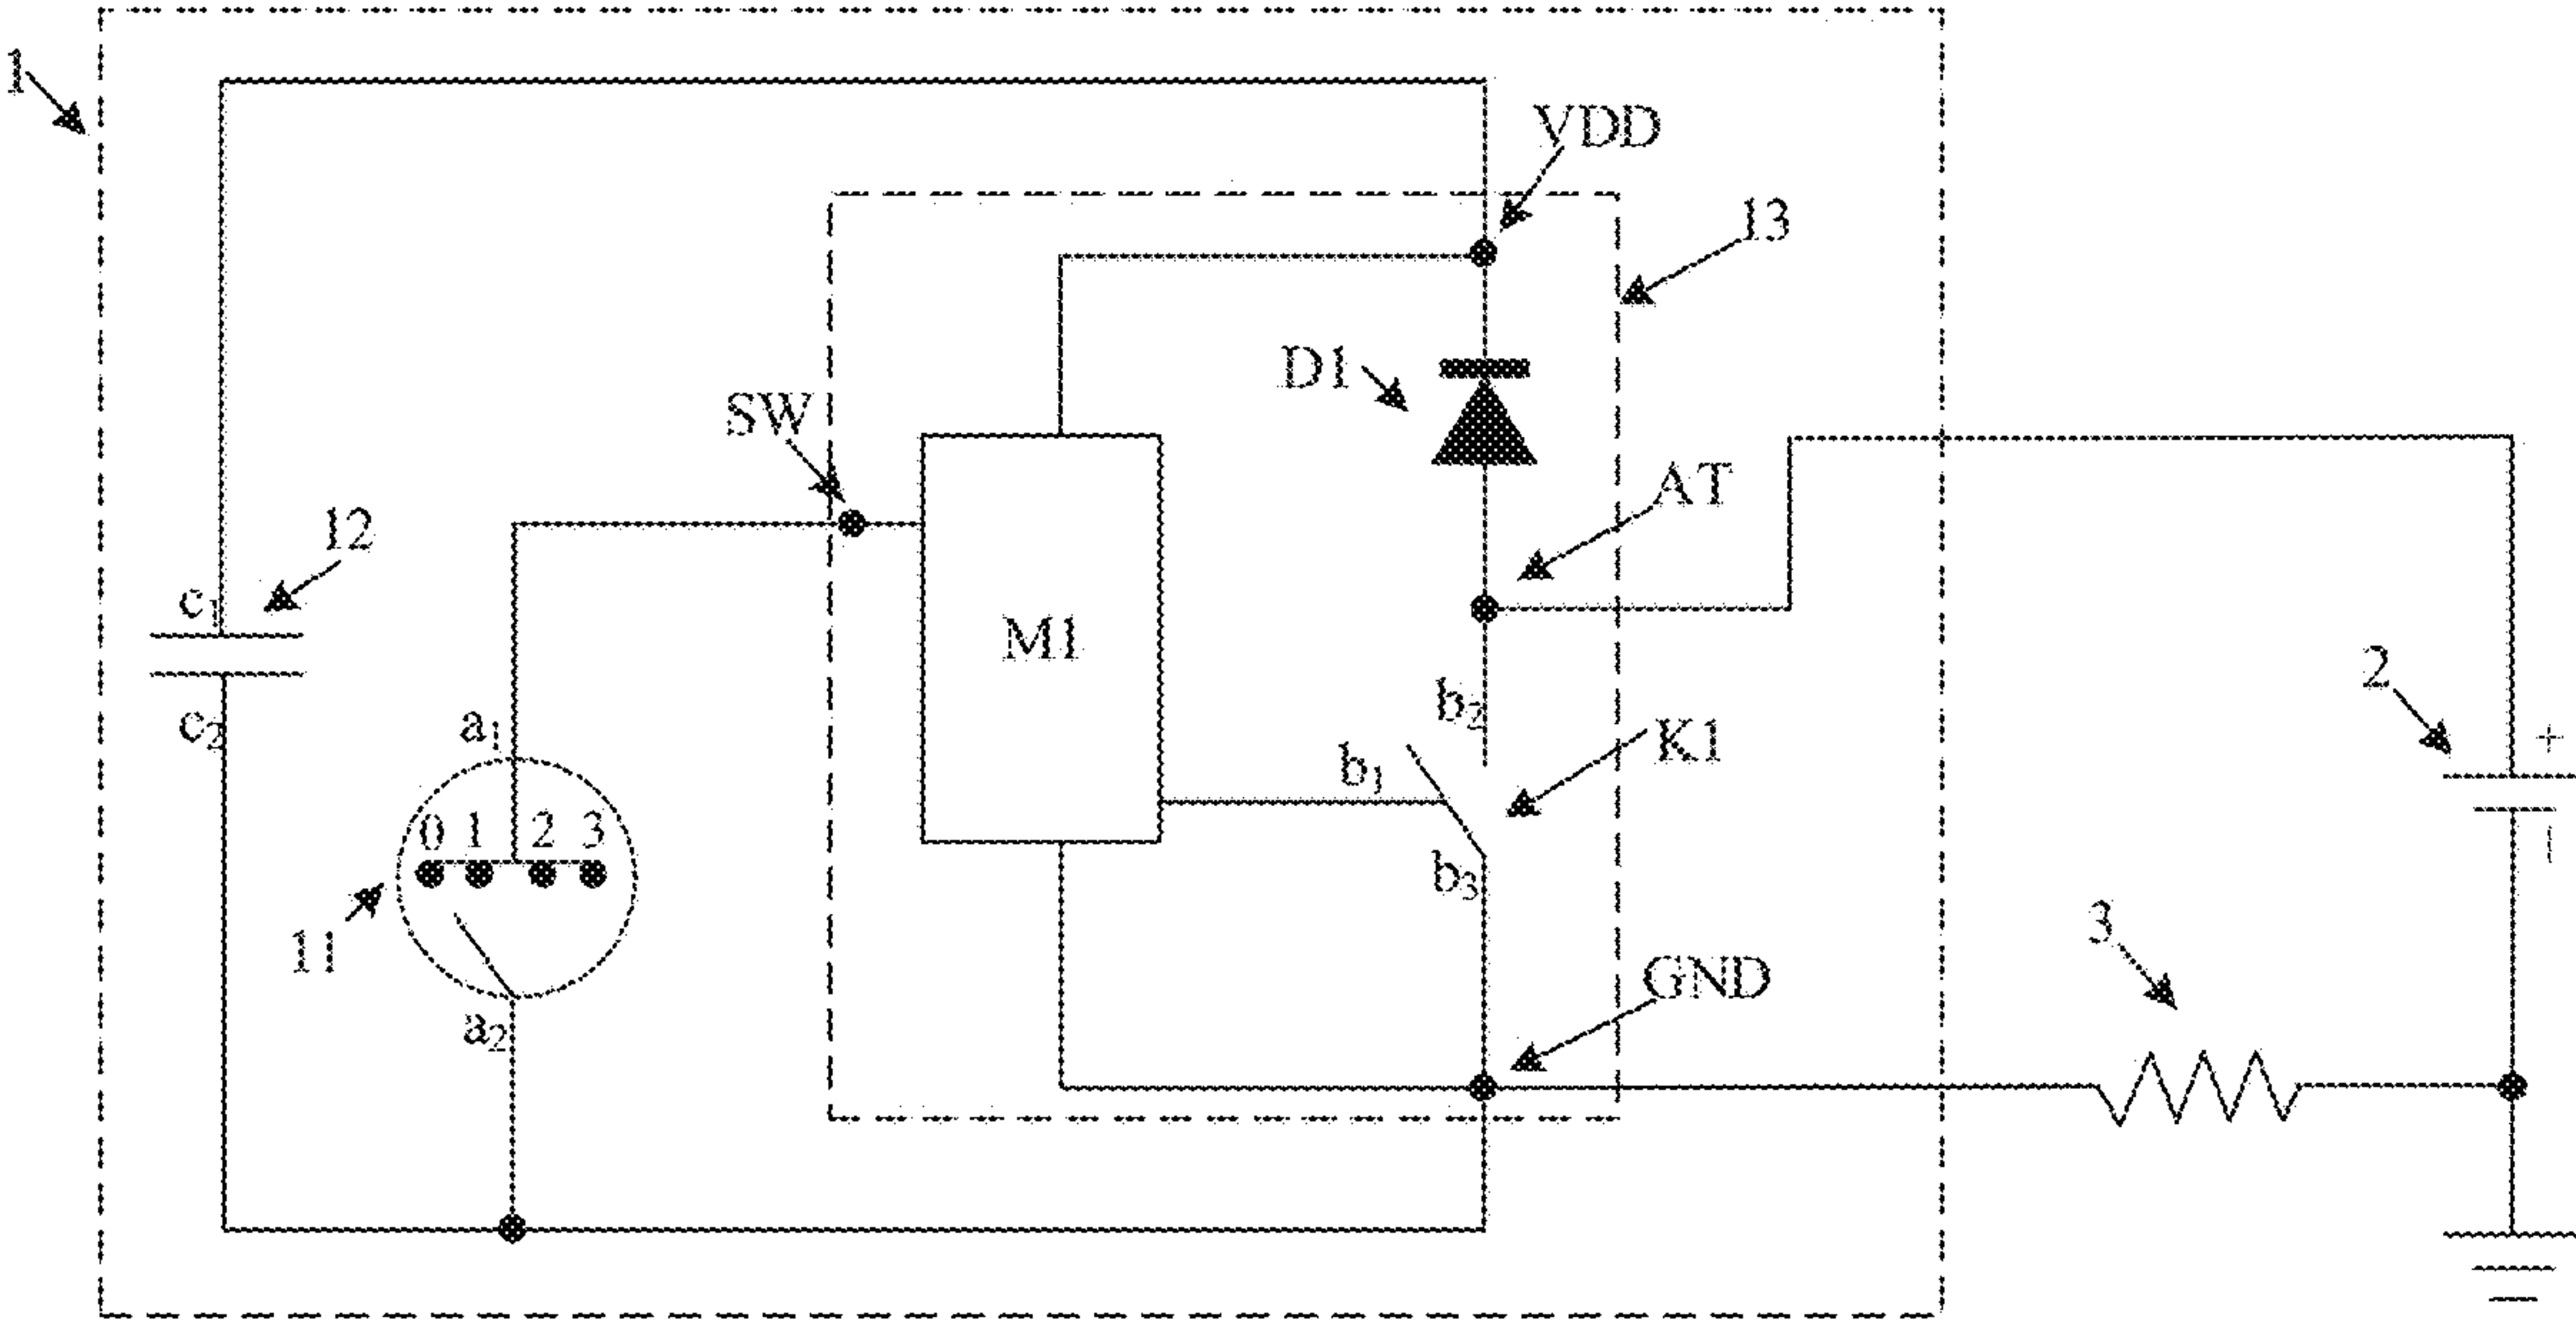 1
VDD
13
D1
SW
AT
12
c₁
M1
2
b₂
c₂
a₁
K1
+
b₁
0 1 2 3
b₃
−
3
11
GND
a₂